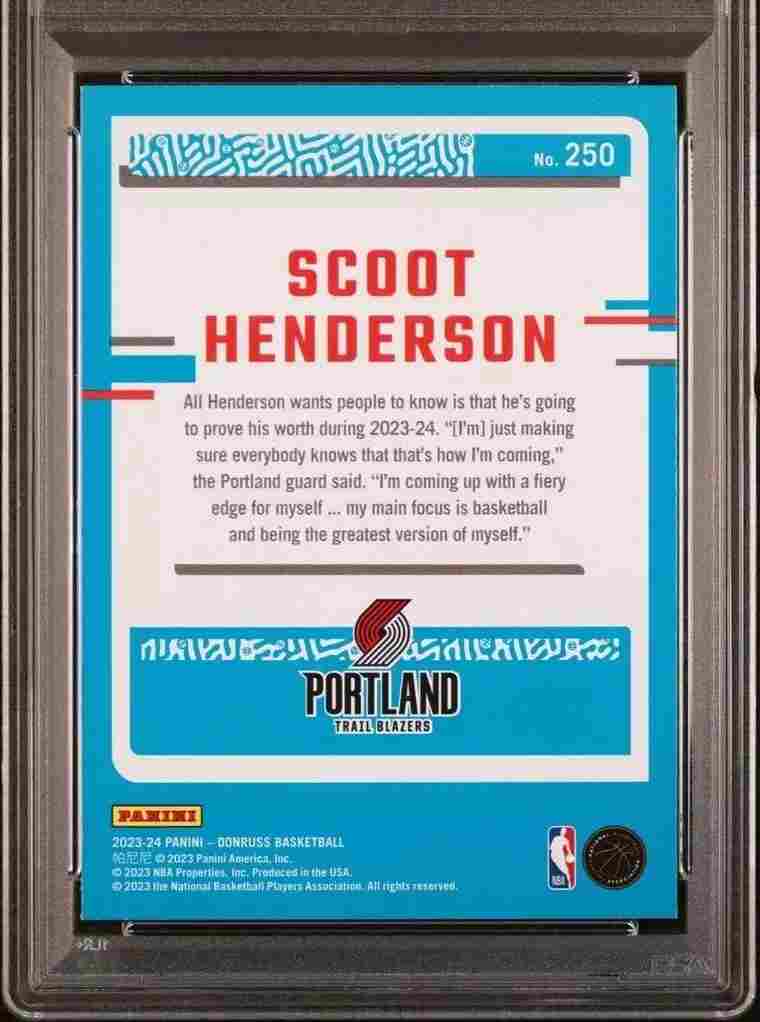 No. 250
SCOOT
HENDERSON
All Henderson wants people to know is that he's going
to prove his worth during 2023-24. “[I'm] just making
sure everybody knows that that's how I'm coming,”
the Portland guard said. “I'm coming up with a fiery
edge for myself ... my main focus is basketball
and being the greatest version of myself.”
PORTLAND
TRAIL BLAZERS
PANINI
2023-24 PANINI – DONRUSS BASKETBALL
帕尼尼 © 2023 Panini America, Inc.
© 2023 NBA Properties, Inc. Produced in the USA.
© 2023 the National Basketball Players Association. All rights reserved.
NBA